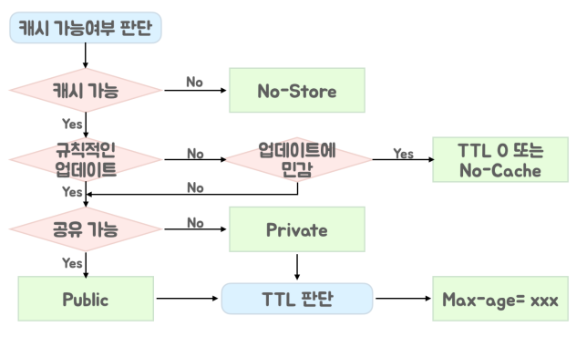 캐시 가능여부 판단
캐시 가능
No
No-Store
Yes
규칙적인
업데이트
No
업데이트에
민감
Yes
TTL 0 또는
No-Cache
Yes
No
공유 가능
No
Private
Yes
Public
TTL 판단
Max-age= xxx